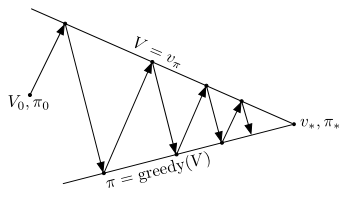 V = v_π
V_0, π_0
v_*, π_*
π = greedy(V)